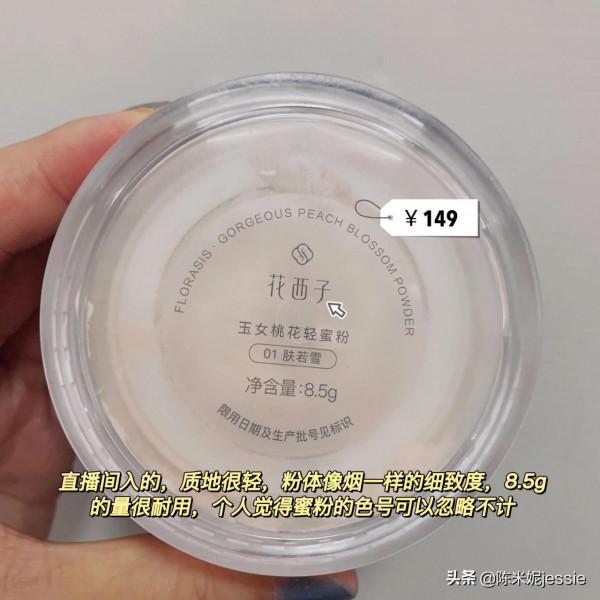 ¥149
FLORASIS · GORGEOUS PEACH BLOSSOM POWDER
花西子
玉女桃花轻蜜粉
01 肤若雪
净含量:8.5g
限用日期及生产批号见标识
直播间入的，质地很轻，粉体像烟一样的细致度，8.5g
的量很耐用，个人觉得蜜粉的色号可以忽略不计
头条 @陈米妮jessie